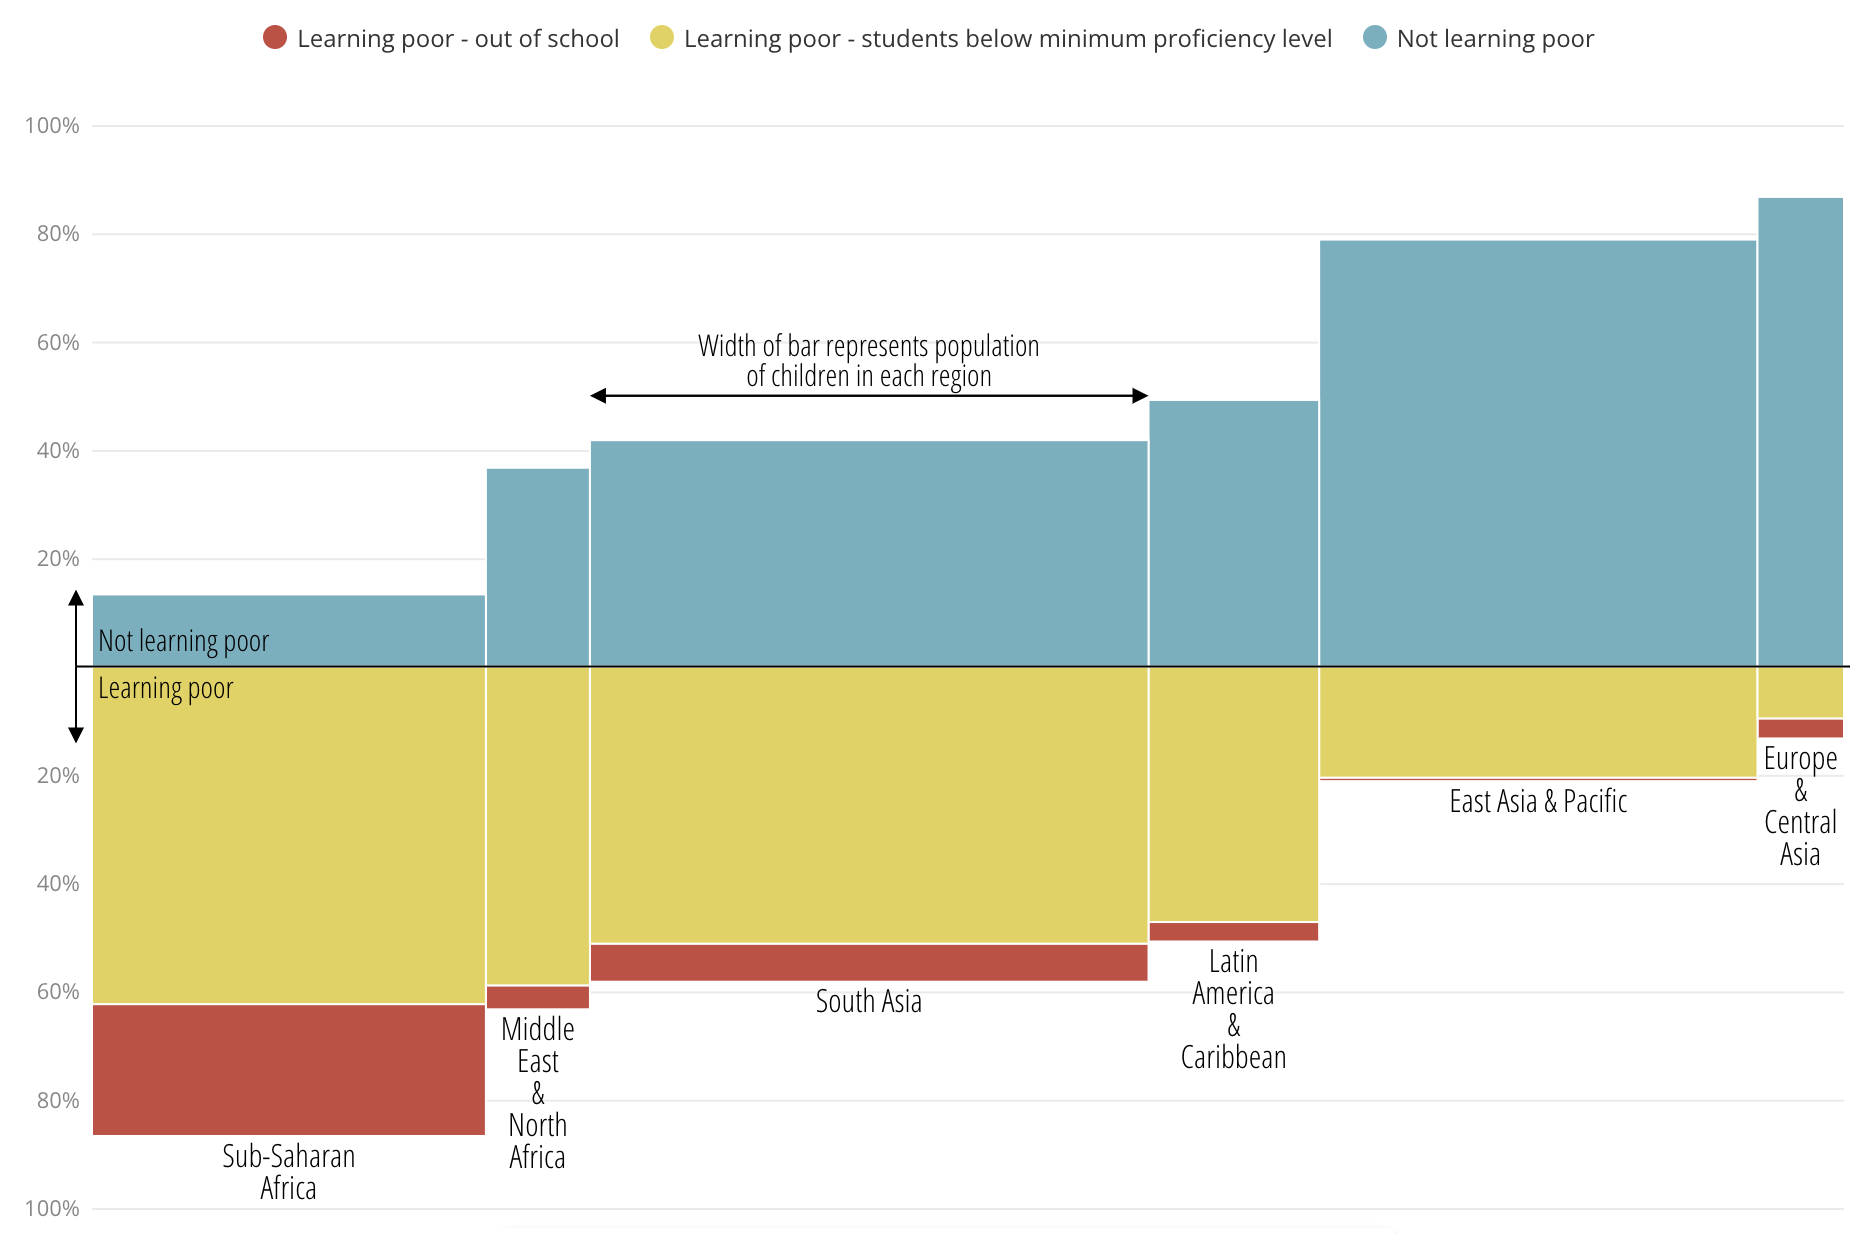 Learning poor - out of school
Learning poor - students below minimum proficiency level
Not learning poor
100%
80%
60%
40%
20%
Width of bar represents population
of children in each region
Not learning poor
Learning poor
20%
40%
60%
80%
100%
Sub-Saharan
Africa
Middle
East
&
North
Africa
South Asia
Latin
America
&
Caribbean
East Asia & Pacific
Europe
&
Central
Asia